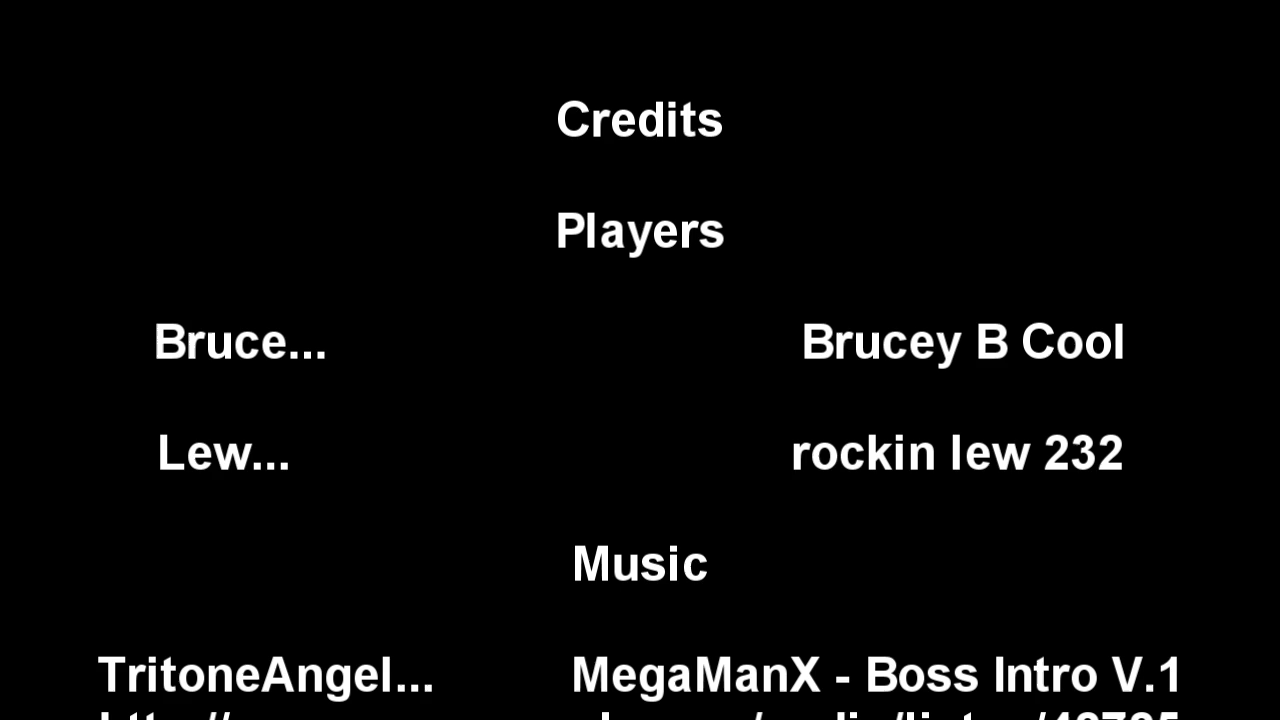 Credits
Players
Bruce... Brucey B Cool
Lew... rockin lew 232
Music
TritoneAngel... MegaManX - Boss Intro V.1